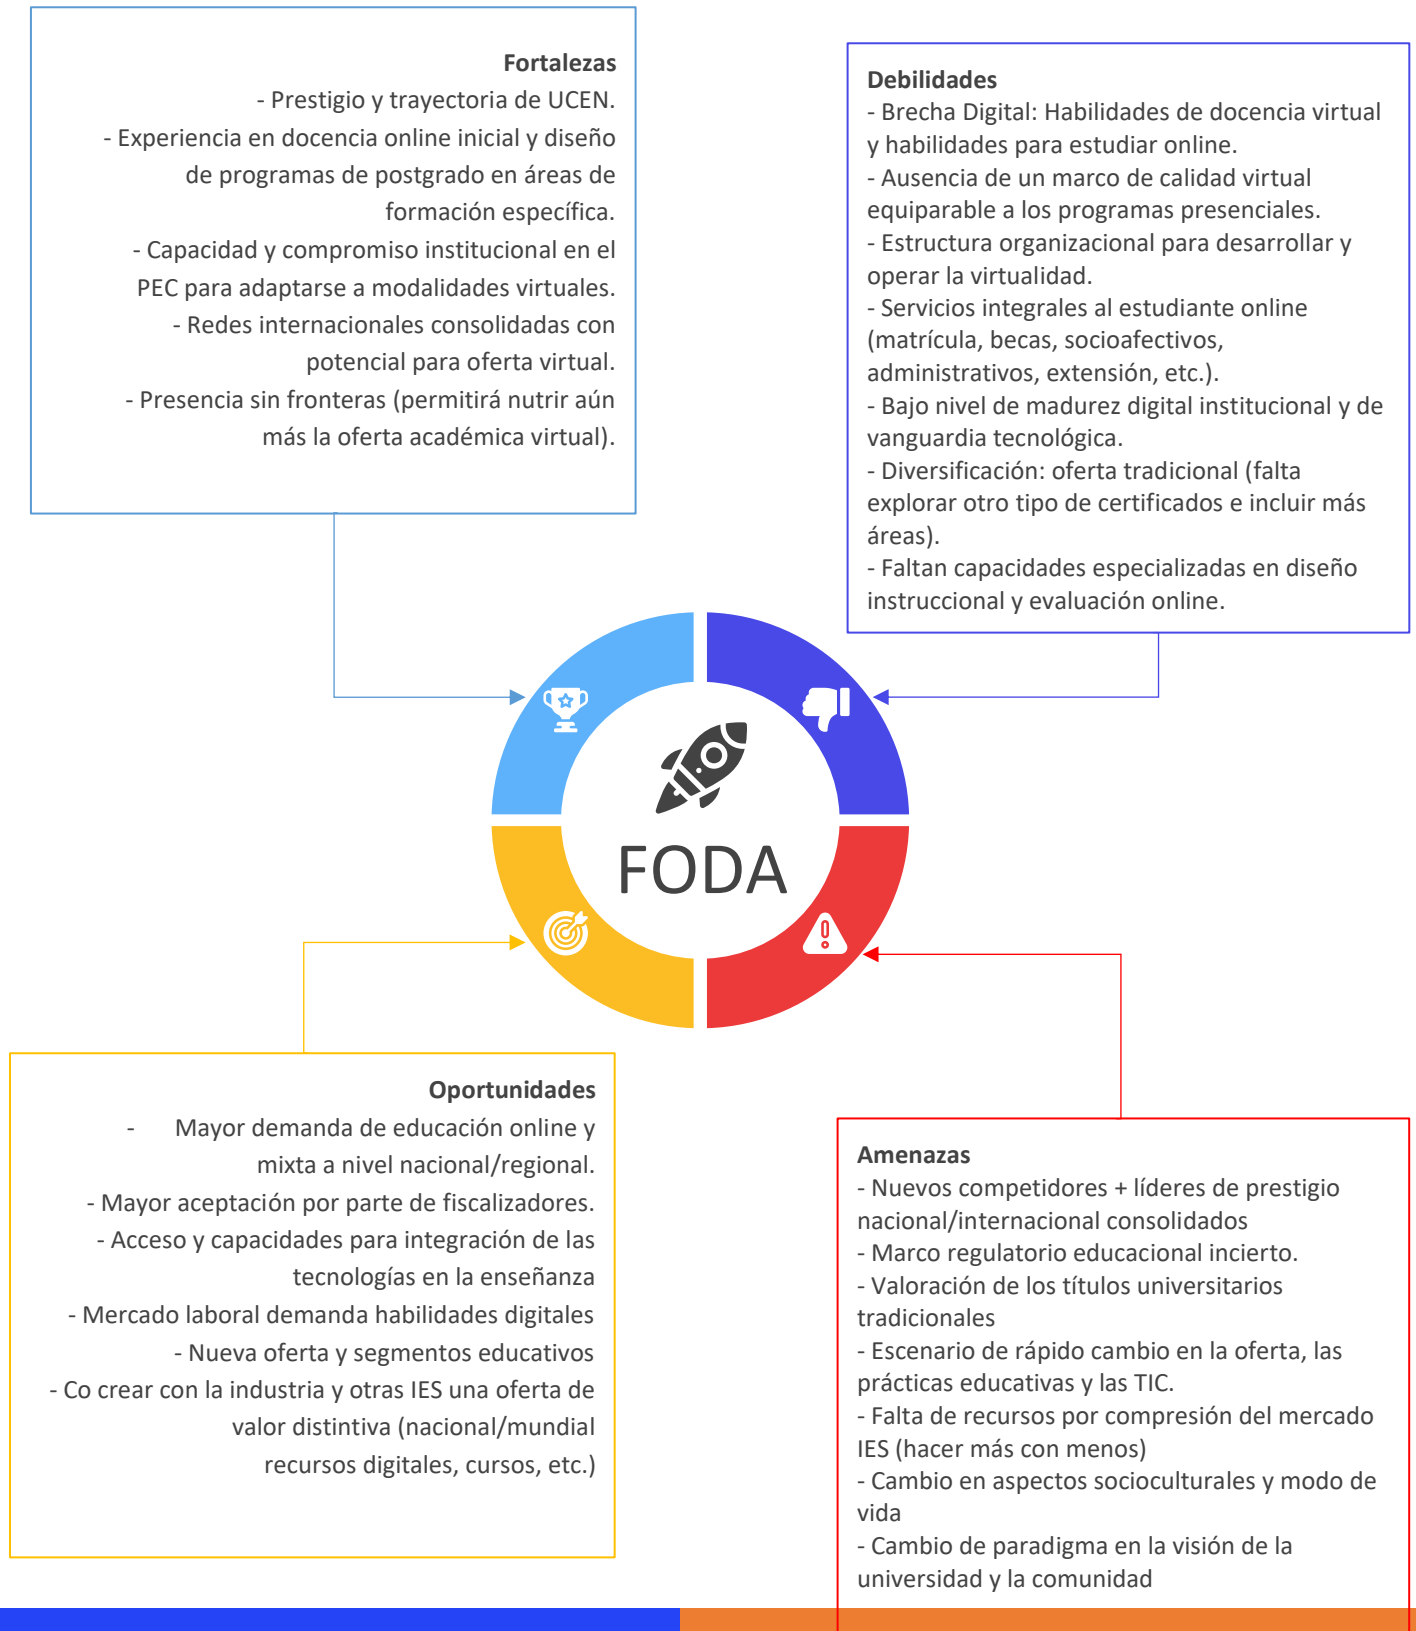 Fortalezas
- Prestigio y trayectoria de UCEN.
- Experiencia en docencia online inicial y diseño
de programas de postgrado en áreas de
formación específica.
- Capacidad y compromiso institucional en el
PEC para adaptarse a modalidades virtuales.
- Redes internacionales consolidadas con
potencial para oferta virtual.
- Presencia sin fronteras (permitirá nutrir aún
más la oferta académica virtual).
Debilidades
- Brecha Digital: Habilidades de docencia virtual
y habilidades para estudiar online.
- Ausencia de un marco de calidad virtual
equiparable a los programas presenciales.
- Estructura organizacional para desarrollar y
operar la virtualidad.
- Servicios integrales al estudiante online
(matrícula, becas, socioafectivos,
administrativos, extensión, etc.).
- Bajo nivel de madurez digital institucional y de
vanguardia tecnológica.
- Diversificación: oferta tradicional (falta
explorar otro tipo de certificados e incluir más
áreas).
- Faltan capacidades especializadas en diseño
instruccional y evaluación online.
FODA
Oportunidades
- Mayor demanda de educación online y
mixta a nivel nacional/regional.
- Mayor aceptación por parte de fiscalizadores.
- Acceso y capacidades para integración de las
tecnologías en la enseñanza
- Mercado laboral demanda habilidades digitales
- Nueva oferta y segmentos educativos
- Co crear con la industria y otras IES una oferta de
valor distintiva (nacional/mundial
recursos digitales, cursos, etc.)
Amenazas
- Nuevos competidores + líderes de prestigio
nacional/internacional consolidados
- Marco regulatorio educacional incierto.
- Valoración de los títulos universitarios
tradicionales
- Escenario de rápido cambio en la oferta, las
prácticas educativas y las TIC.
- Falta de recursos por compresión del mercado
IES (hacer más con menos)
- Cambio en aspectos socioculturales y modo de
vida
- Cambio de paradigma en la visión de la
universidad y la comunidad